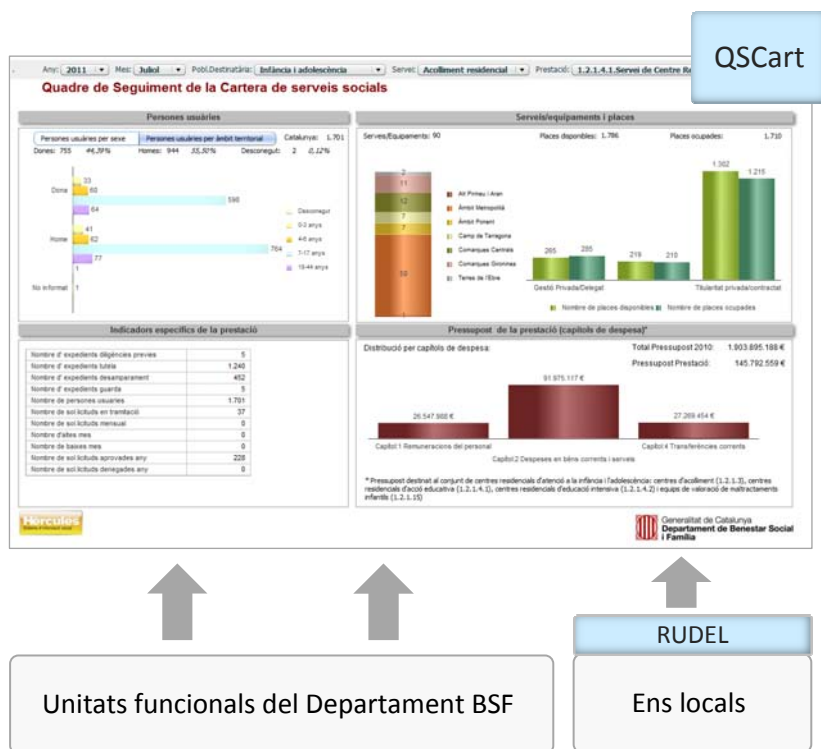 QSCart
Any: 2011 Mes: Juliol Pobl.Destinatària: Infància i adolescència Servei: Acolliment residencial Prestació: 1.2.1.4.1.Servei de Centre Re
Quadre de Seguiment de la Cartera de serveis socials
Persones usuàries
Persones usuàries per sexe Persones usuàries per àmbit territorial Catalunya: 1.701
Dones: 755 44,39% Homes: 944 55,50% Desconegut: 2 0,12%
33
Dona 60
598
64
41
Home 62
764
77
1
No informat 1
Desconegut
0-3 anys
4-6 anys
7-17 anys
18-44 anys
Serveis/equipaments i places
Serveis/Equipaments: 90 Places disponibles: 1.786 Places ocupades: 1.710
2
11
12
7
7
50
1
Alt Pirineu i Aran
Àmbit Metropolità
Àmbit Ponent
Camp de Tarragona
Comarques Centrals
Comarques Gironines
Terres de l'Ebre
265 285
219 210
1.302 1.215
Gestió Privada/Delegat Titularitat privada/contractat
Nombre de places disponibles Nombre de places ocupades
Indicadors específics de la prestació
Nombre d' expedients diligències previes 5
Nombre d' expedients tutela 1.240
Nombre d' expedients desamparament 452
Nombre d' expedients guarda 5
Nombre de persones usuaries 1.701
Nombre de sol.licituds en tramitació 37
Nombre de sol.licituds mensual 0
Nombre d'altes mes 0
Nombre de baixes mes 0
Nombre de sol.licituds aprovades any 228
Nombre de sol.licituds denegades any 0
Pressupost de la prestació (capítols de despesa)*
Distribució per capítols de despesa: Total Pressupost 2010: 1.903.895.188 €
Pressupost Prestació: 145.792.559 €
91.975.117 €
26.547.988 € 27.269.454 €
Capítol 1 Remuneracions del personal Capítol 4 Transferències corrents
Capítol 2 Despeses en béns corrents i serveis
* Pressupost destinat al conjunt de centres residencials d'atenció a la infància i l'adolescència: centres d'acolliment (1.2.1.3), centres
residencials d'acció educativa (1.2.1.4.1), centres residencials d'educació intensiva (1.2.1.4.2) i equips de valoració de maltractaments
infantils (1.2.1.15)
Hèrcules
Generalitat de Catalunya
Departament de Benestar Social
i Família
RUDEL
Unitats funcionals del Departament BSF
Ens locals